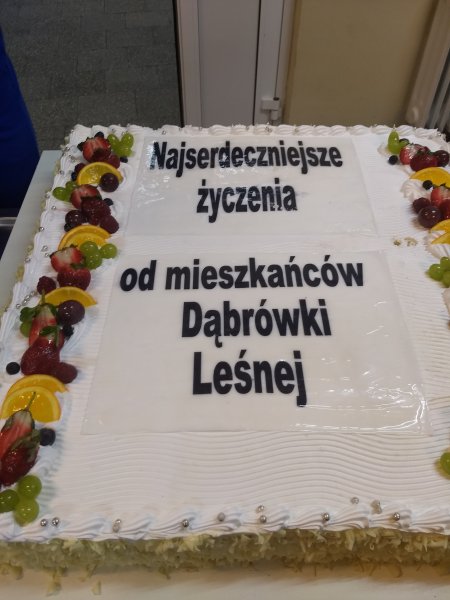 Najserdeczniejsze
życzenia
od mieszkańców
Dąbrówki
Leśnej